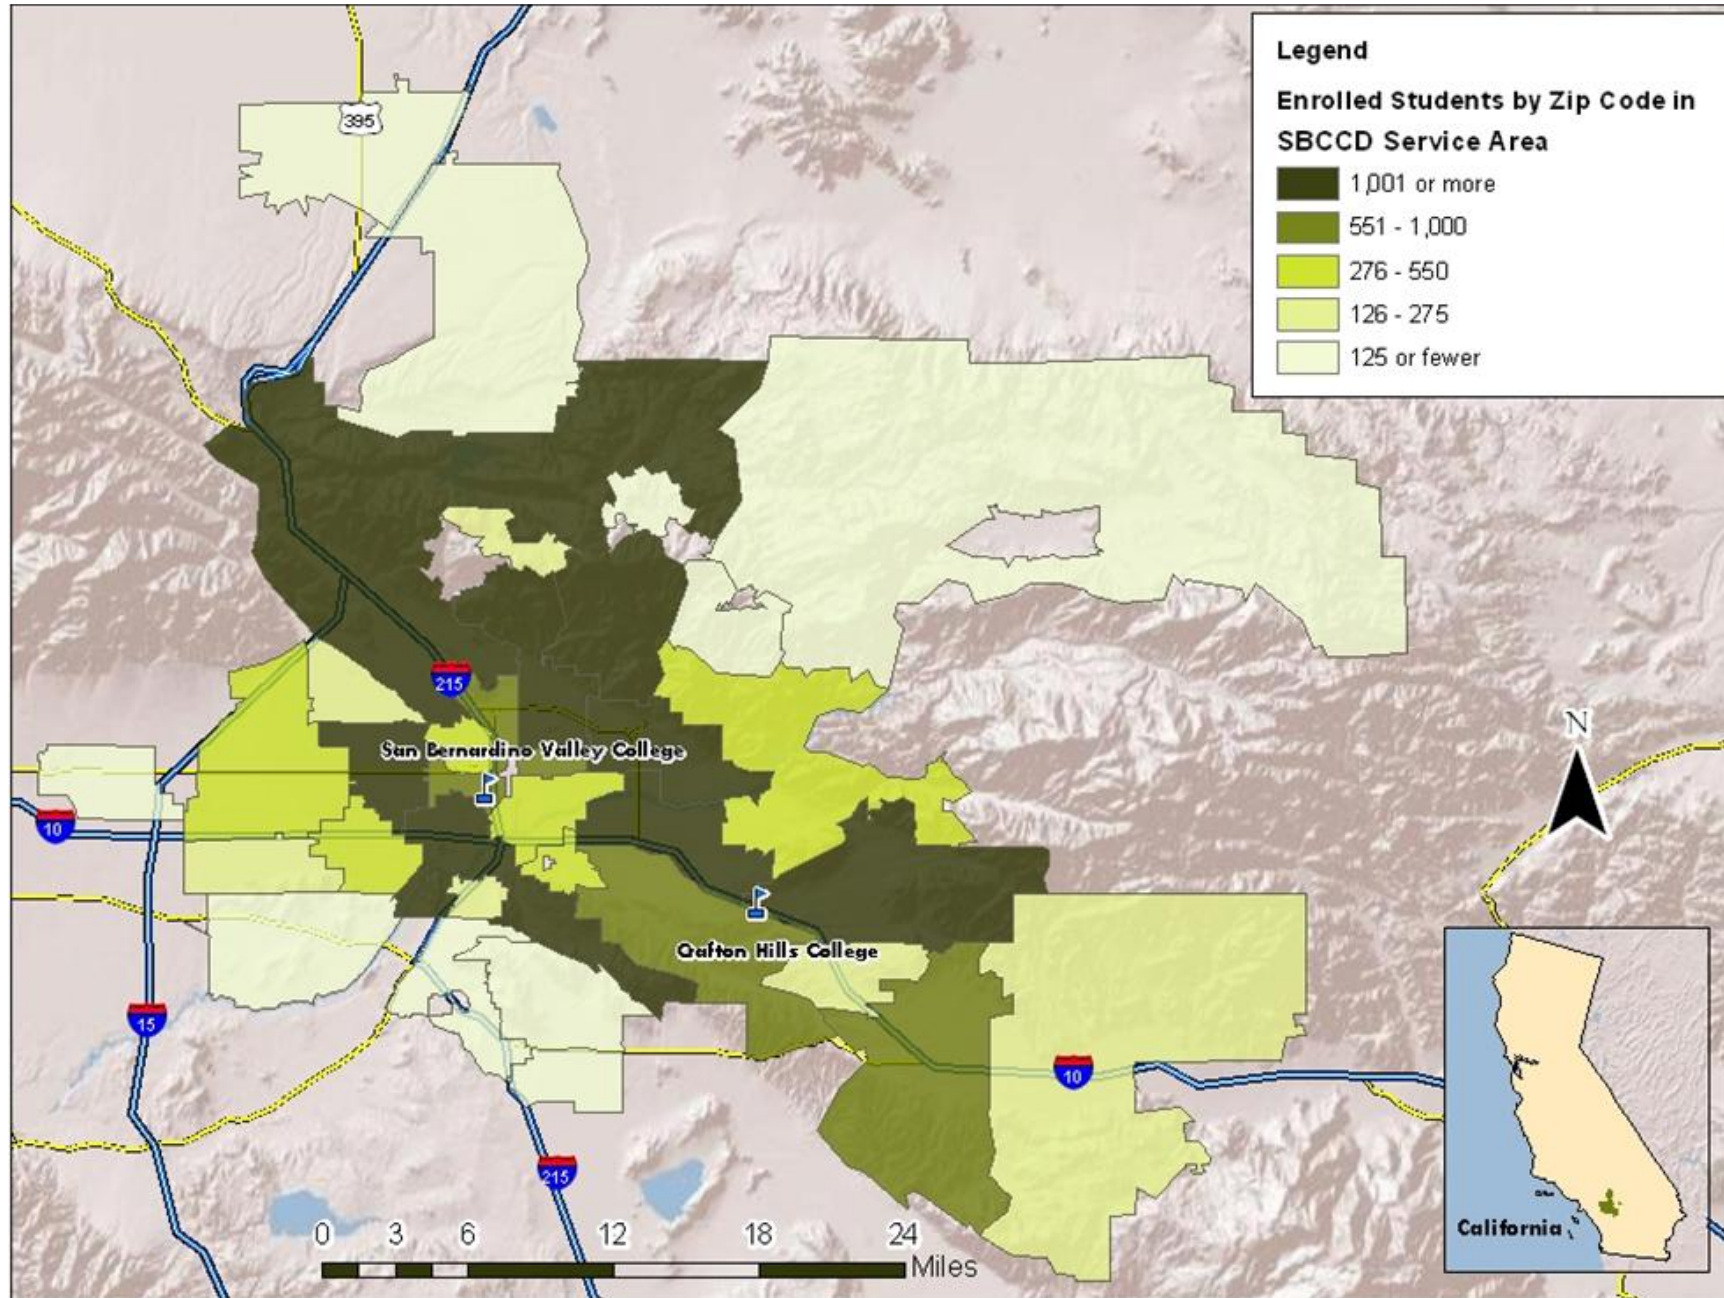 Legend
Enrolled Students by Zip Code in
SBCCD Service Area
1,001 or more
551 - 1,000
276 - 550
126 - 275
125 or fewer
395
215
San Bernardino Valley College
10
Crafton Hills College
N
15
10
215
0 3 6 12 18 24
Miles
California